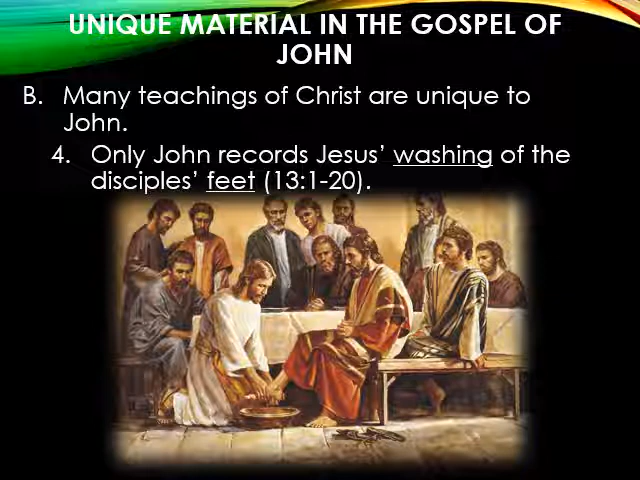 UNIQUE MATERIAL IN THE GOSPEL OF
JOHN
B. Many teachings of Christ are unique to
John.
4. Only John records Jesus’ washing of the
disciples’ feet (13:1-20).